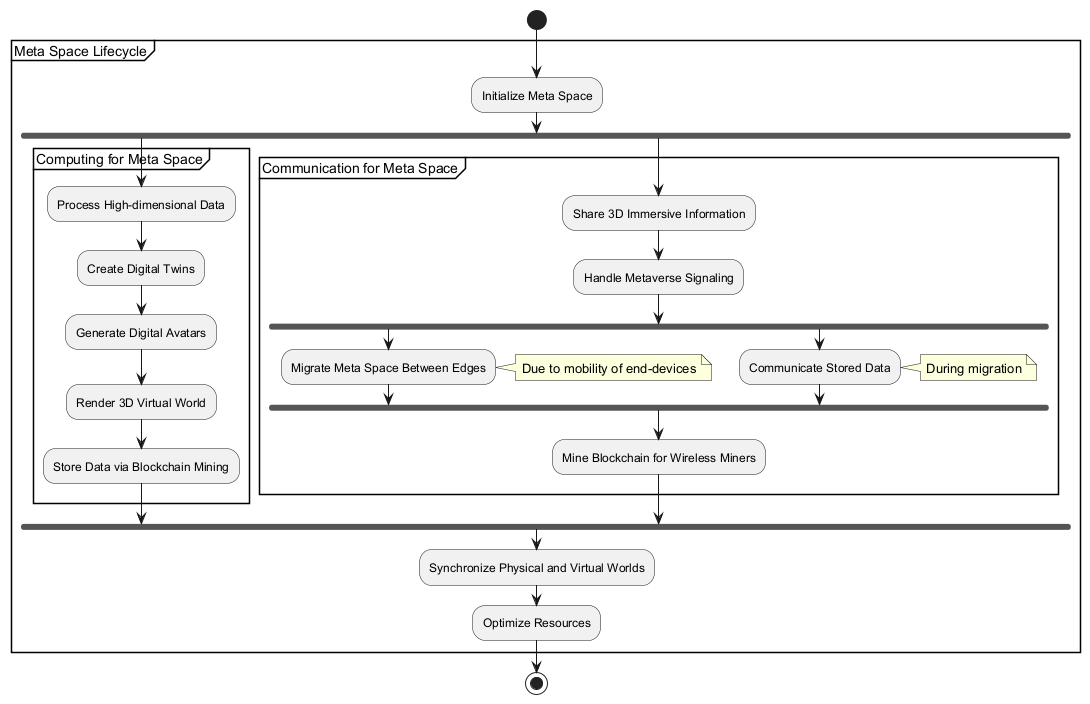 Meta Space Lifecycle
Initialize Meta Space
Computing for Meta Space
Process High-dimensional Data
Create Digital Twins
Generate Digital Avatars
Render 3D Virtual World
Store Data via Blockchain Mining
Communication for Meta Space
Share 3D Immersive Information
Handle Metaverse Signaling
Migrate Meta Space Between Edges
Due to mobility of end-devices
Communicate Stored Data
During migration
Mine Blockchain for Wireless Miners
Synchronize Physical and Virtual Worlds
Optimize Resources